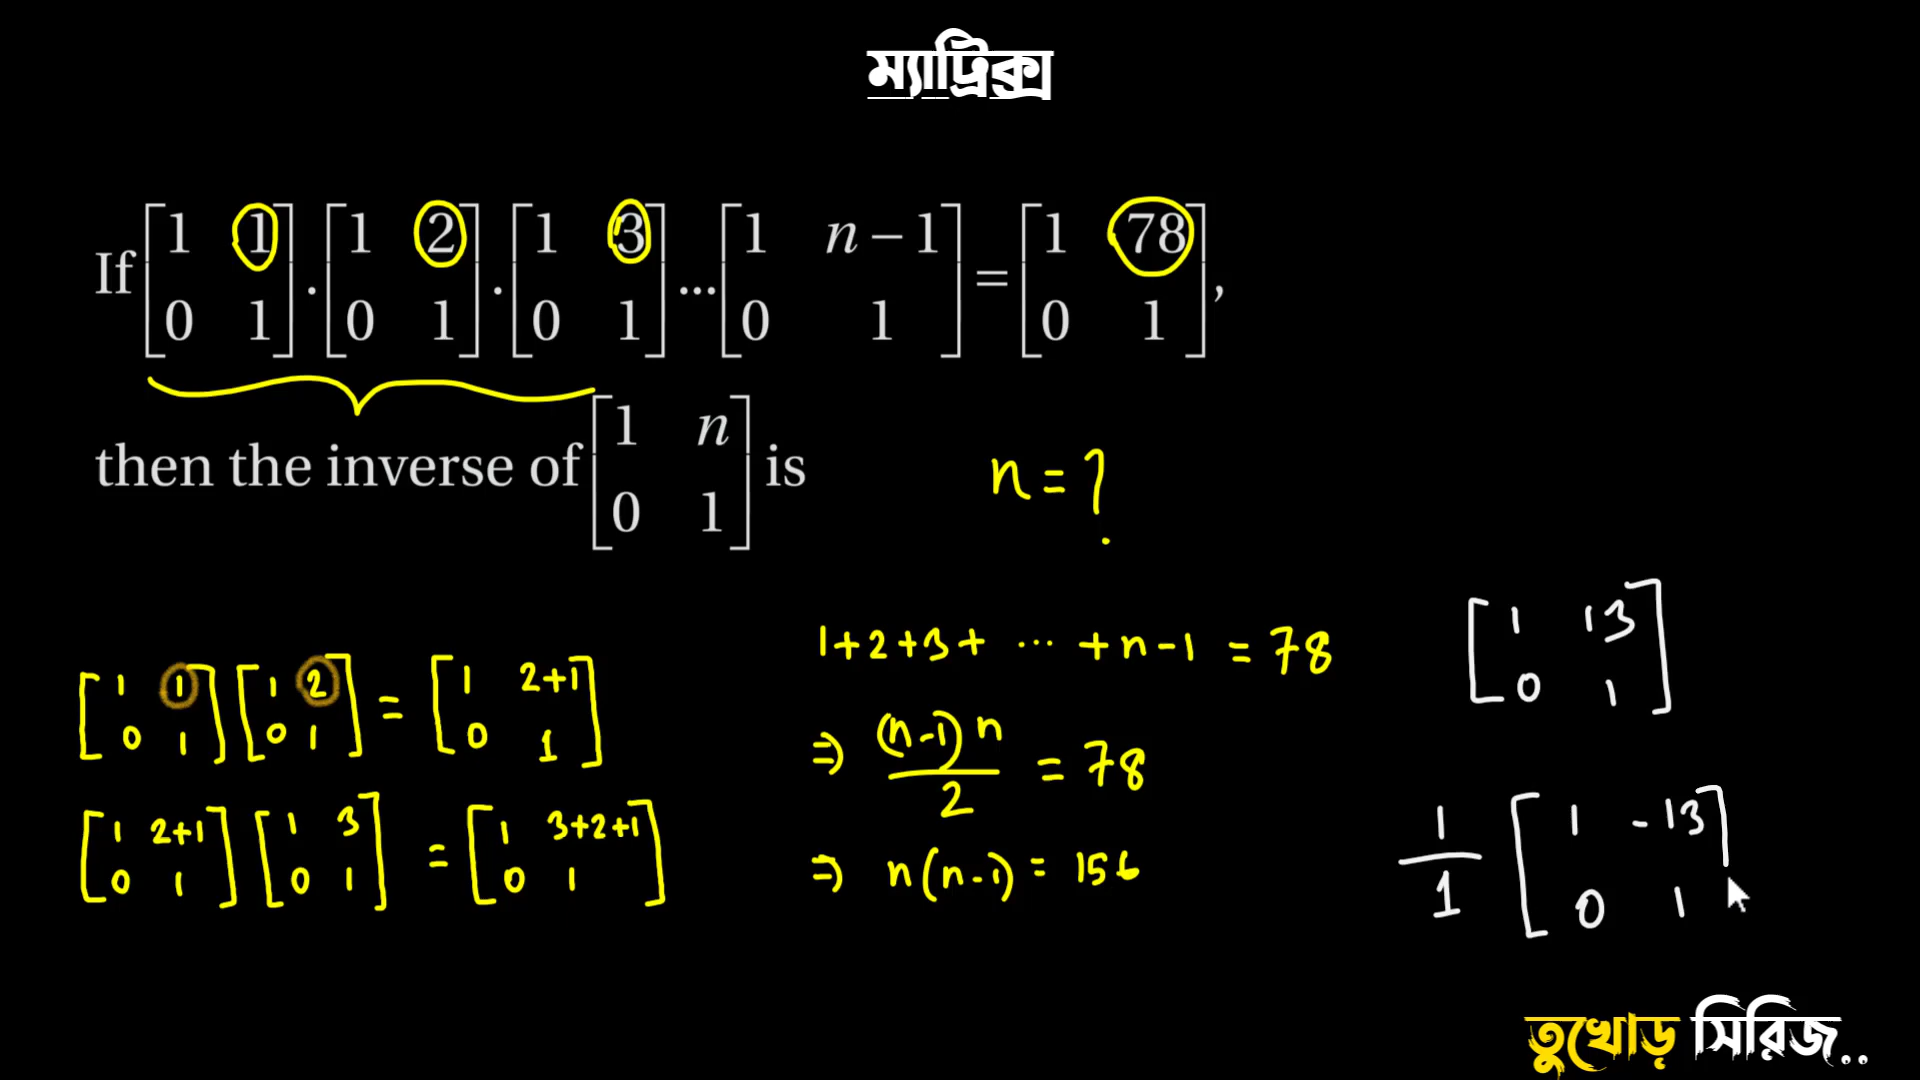 ম্যাট্রিক্স
If [1 1; 0 1] . [1 2; 0 1] . [1 3; 0 1] ... [1 n−1; 0 1] = [1 78; 0 1],
then the inverse of [1 n; 0 1] is
n = ?
[1 1; 0 1] [1 2; 0 1] = [1 2+1; 0 1]
[1 2+1; 0 1] [1 3; 0 1] = [1 3+2+1; 0 1]
1+2+3+ ... +n-1 = 78
⇒ (n-1)n / 2 = 78
⇒ n(n-1) = 156
[1 13; 0 1]
1/1 [1 -13; 0 1]
তুখোড় সিরিজ..